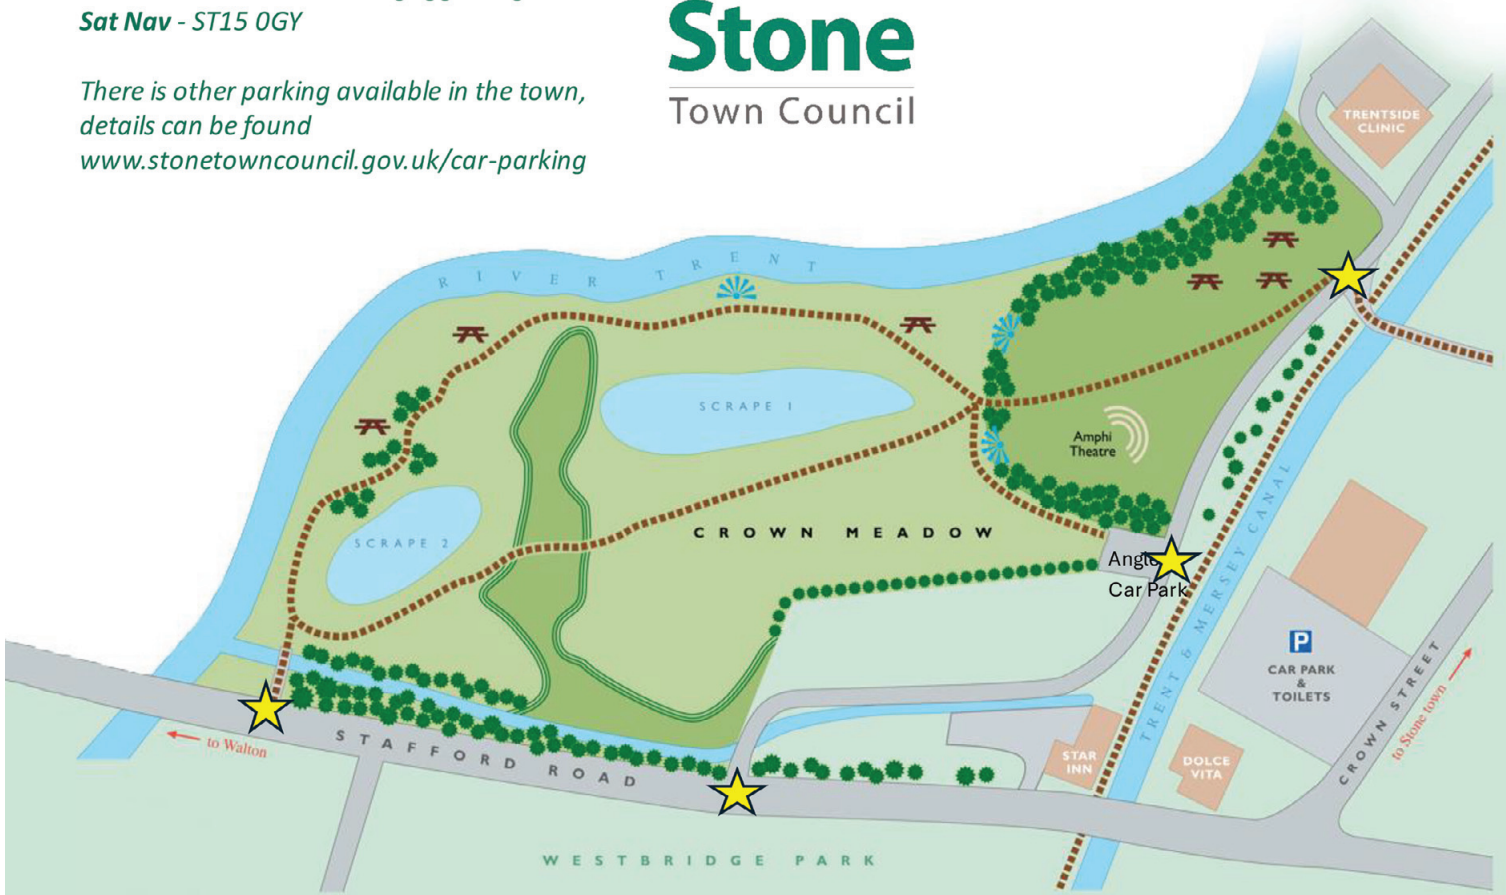 Sat Nav - ST15 0GY
There is other parking available in the town,
details can be found
www.stonetowncouncil.gov.uk/car-parking
Stone
Town Council
TRENTSIDE
CLINIC
RIVER TRENT
SCRAPE 1
Amphi
Theatre
SCRAPE 2
CROWN MEADOW
Car Park
TRENT & MERSEY CANAL
P
CAR PARK
&
TOILETS
CROWN STREET
to Stone town
to Walton
STAFFORD ROAD
STAR
INN
DOLCE
VITA
WESTBRIDGE PARK